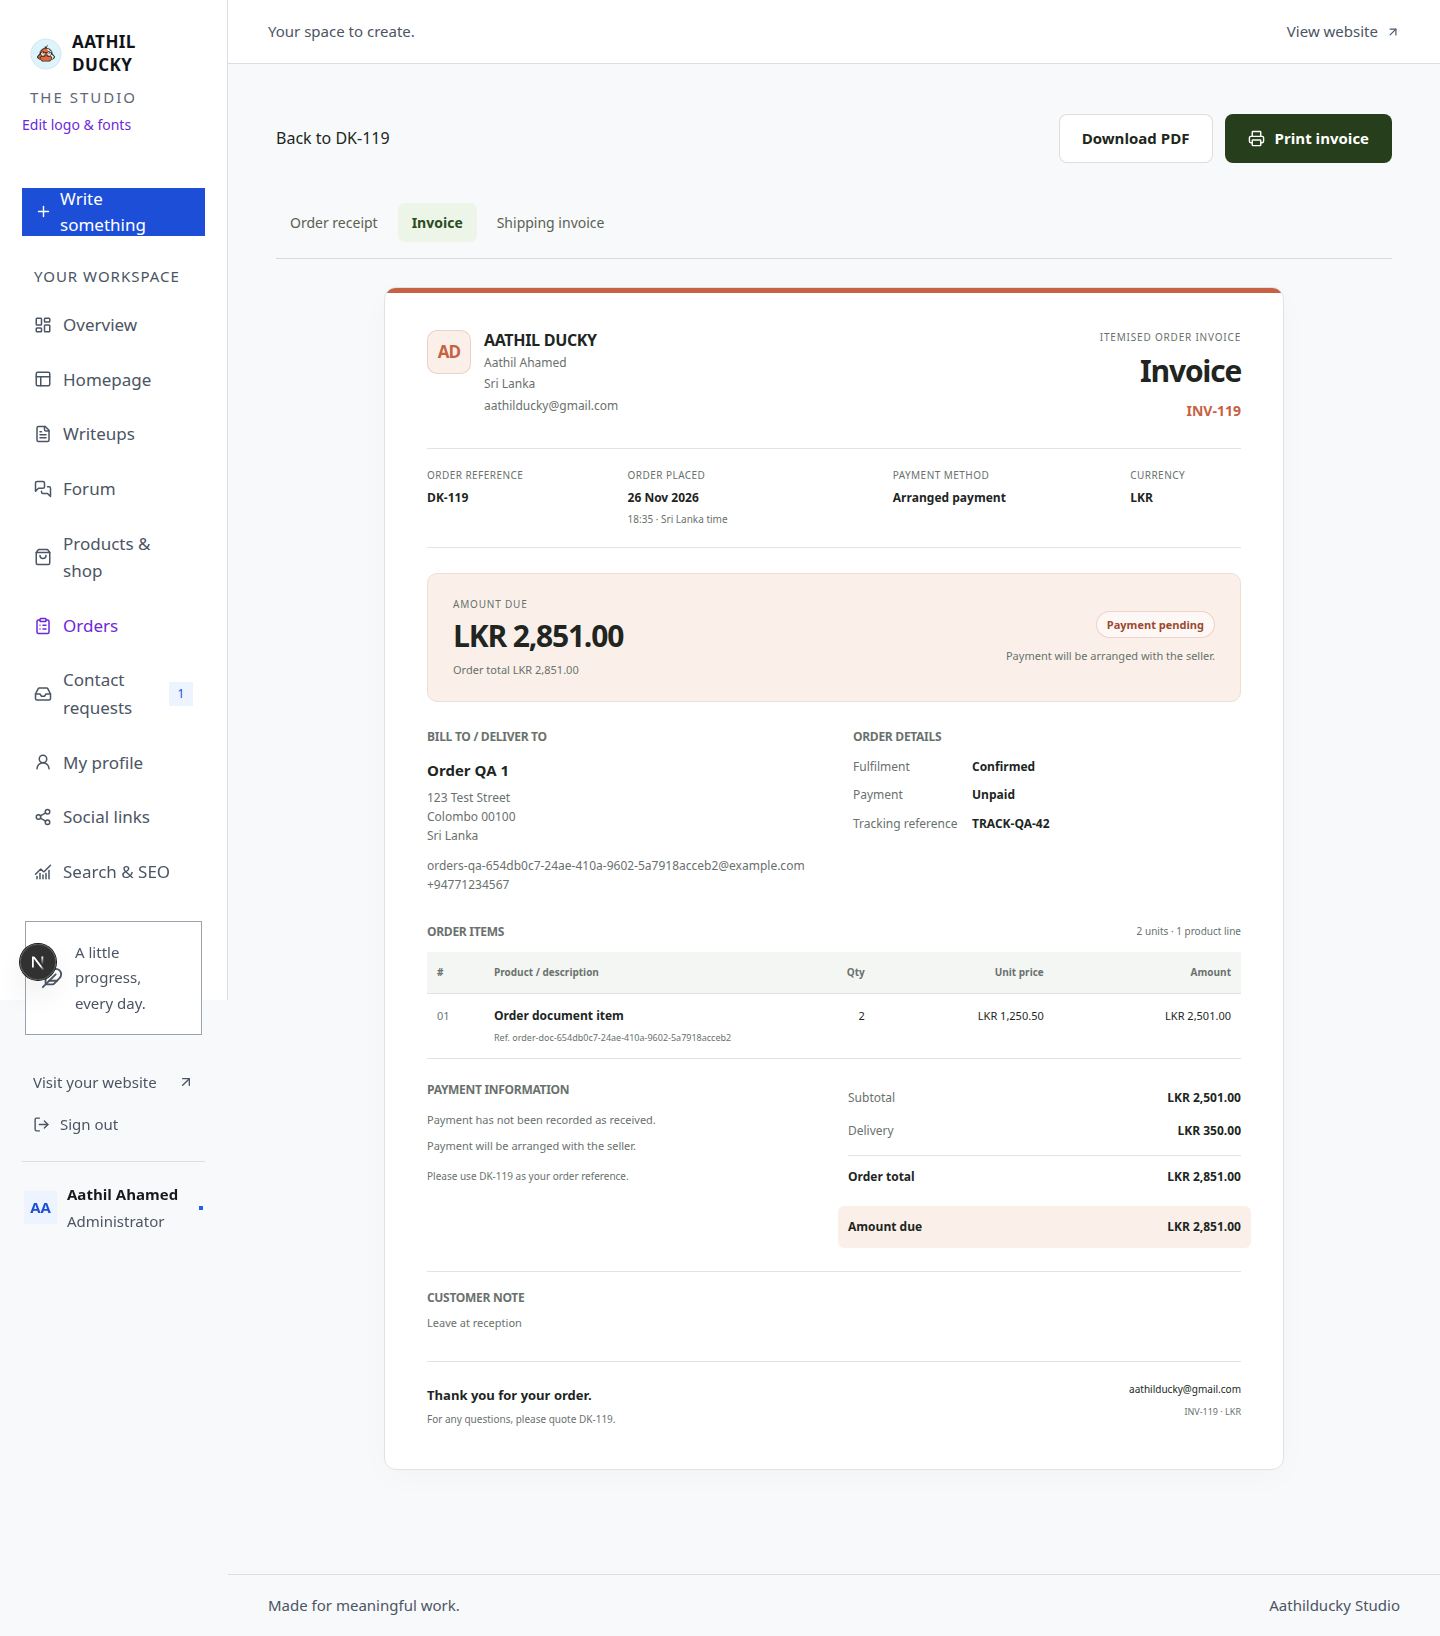 AATHIL
DUCKY
THE STUDIO
Edit logo & fonts
Write
something
YOUR WORKSPACE
Overview
Homepage
Writeups
Forum
Products &
shop
Orders
Contact
requests
1
My profile
Social links
Search & SEO
A little
progress,
every day.
N
Visit your website
Sign out
AA
Aathil Ahamed
Administrator
Your space to create.
View website
Back to DK-119
Download PDF
Print invoice
Order receipt
Invoice
Shipping invoice
AD
AATHIL DUCKY
Aathil Ahamed
Sri Lanka
aathilducky@gmail.com
ITEMISED ORDER INVOICE
Invoice
INV-119
ORDER REFERENCE
DK-119
ORDER PLACED
26 Nov 2026
18:35 · Sri Lanka time
PAYMENT METHOD
Arranged payment
CURRENCY
LKR
AMOUNT DUE
LKR 2,851.00
Order total LKR 2,851.00
Payment pending
Payment will be arranged with the seller.
BILL TO / DELIVER TO
Order QA 1
123 Test Street
Colombo 00100
Sri Lanka
orders-qa-654db0c7-24ae-410a-9602-5a7918acceb2@example.com
+94771234567
ORDER DETAILS
Fulfilment Confirmed
Payment Unpaid
Tracking reference TRACK-QA-42
ORDER ITEMS
2 units · 1 product line
# Product / description Qty Unit price Amount
01 Order document item 2 LKR 1,250.50 LKR 2,501.00
Ref. order-doc-654db0c7-24ae-410a-9602-5a7918acceb2
PAYMENT INFORMATION
Payment has not been recorded as received.
Payment will be arranged with the seller.
Please use DK-119 as your order reference.
Subtotal LKR 2,501.00
Delivery LKR 350.00
Order total LKR 2,851.00
Amount due LKR 2,851.00
CUSTOMER NOTE
Leave at reception
Thank you for your order.
For any questions, please quote DK-119.
aathilducky@gmail.com
INV-119 · LKR
Made for meaningful work.
Aathilducky Studio